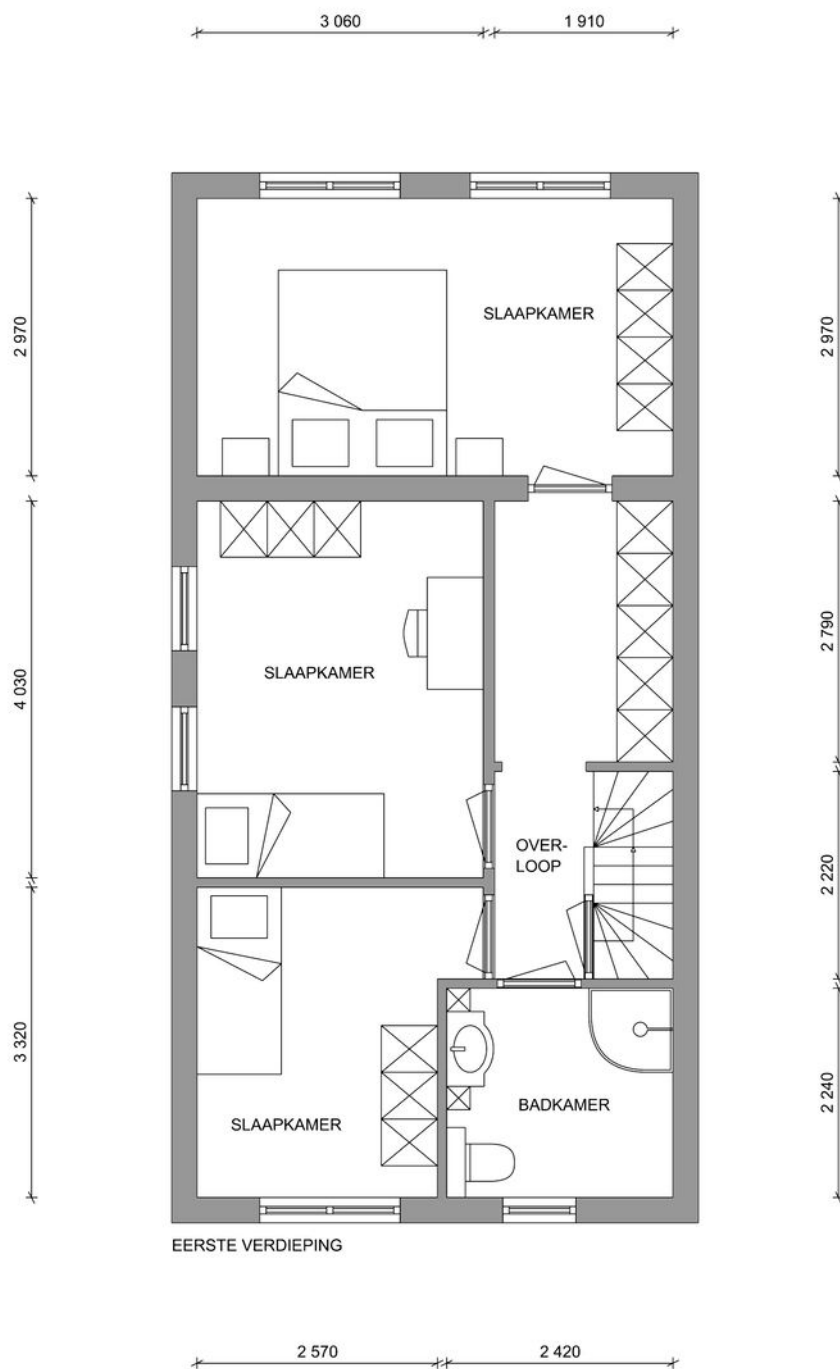 3 060
1 910
2 970
2 970
SLAAPKAMER
4 030
2 790
SLAAPKAMER
OVER-
LOOP
2 220
3 320
2 240
SLAAPKAMER
BADKAMER
EERSTE VERDIEPING
2 570
2 420